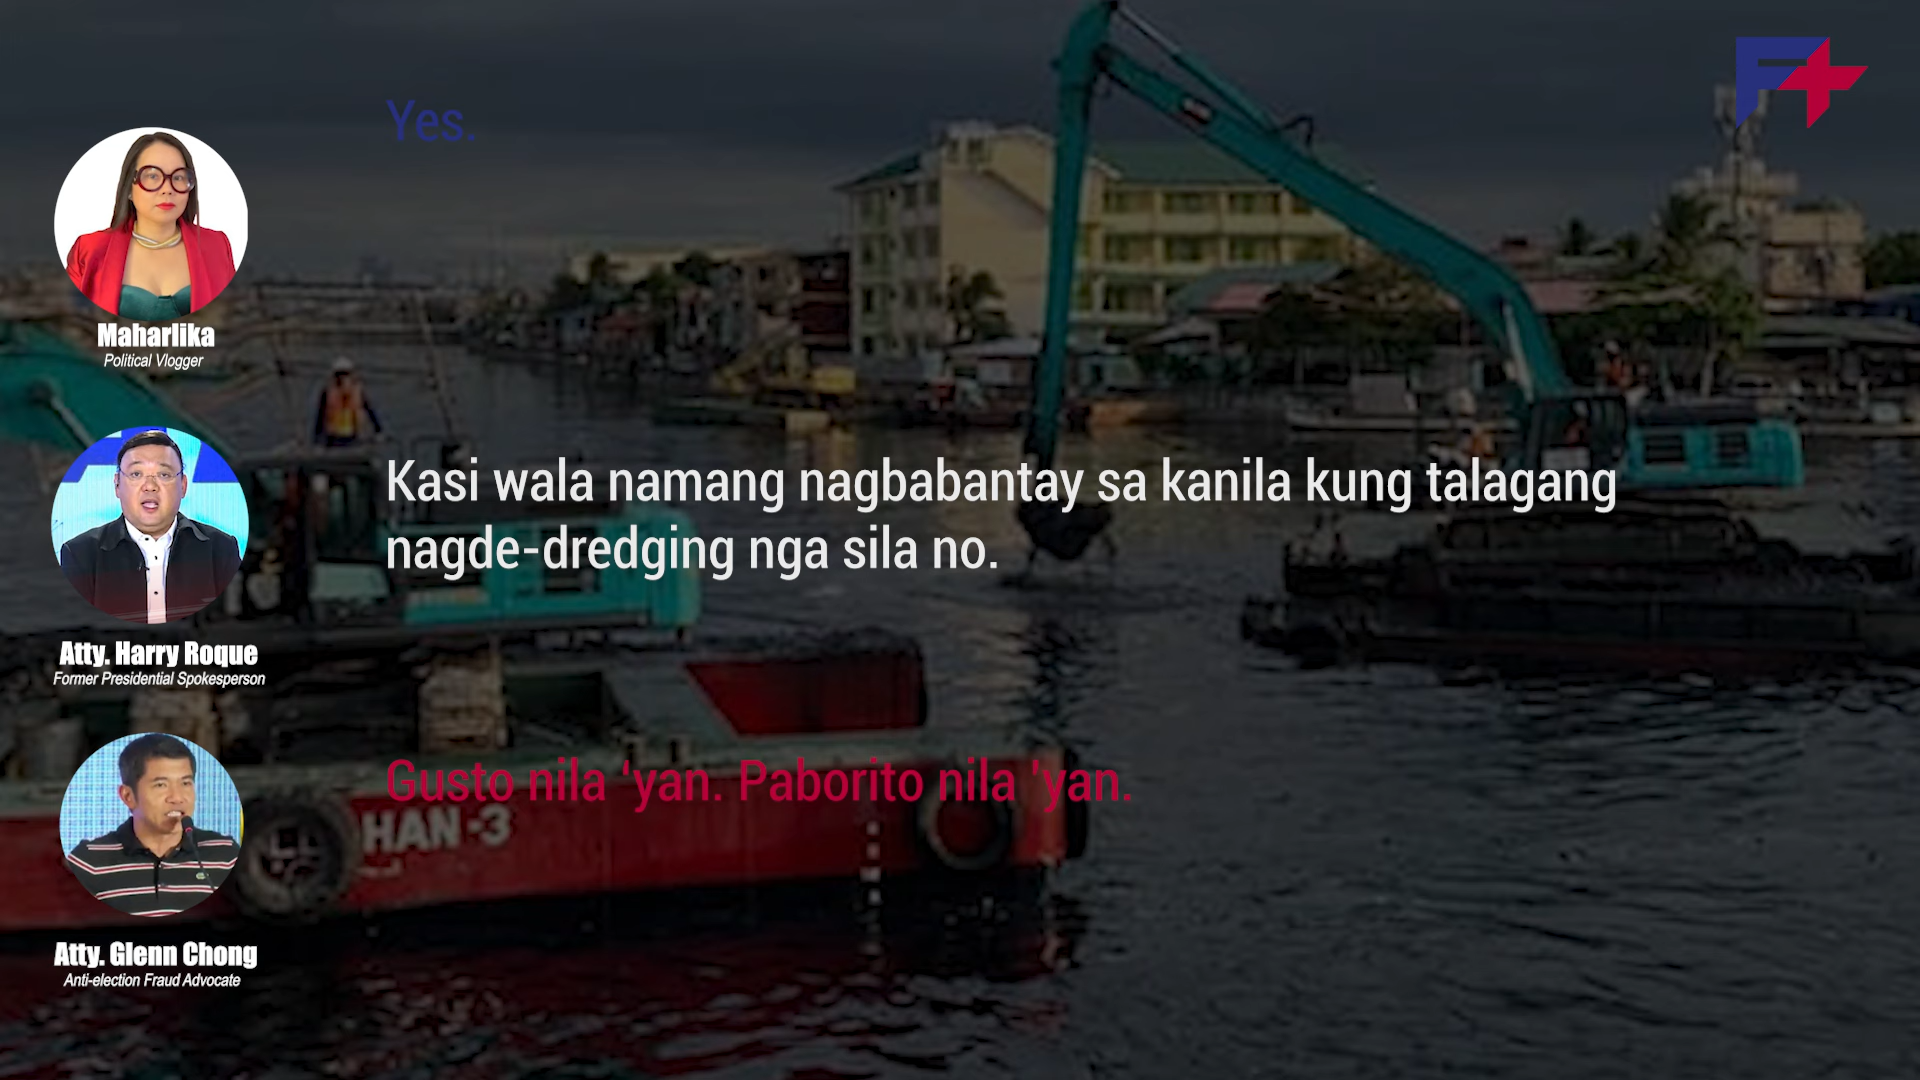 Yes.
Maharlika
Political Vlogger
Kasi wala namang nagbabantay sa kanila kung talagang
nagde-dredging nga sila no.
Atty. Harry Roque
Former Presidential Spokesperson
Gusto nila ‘yan. Paborito nila 'yan.
HAN-3
Atty. Glenn Chong
Anti-election Fraud Advocate